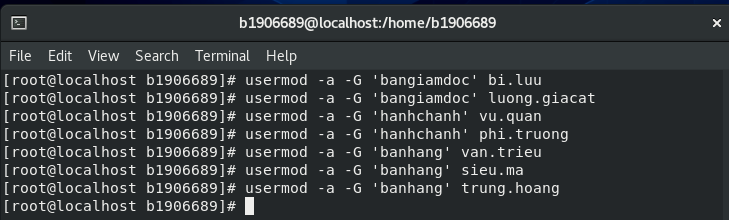 b1906689@localhost:/home/b1906689
File Edit View Search Terminal Help
[root@localhost b1906689]# usermod -a -G 'bangiamdoc' bi.luu
[root@localhost b1906689]# usermod -a -G 'bangiamdoc' luong.giacat
[root@localhost b1906689]# usermod -a -G 'hanhchanh' vu.quan
[root@localhost b1906689]# usermod -a -G 'hanhchanh' phi.truong
[root@localhost b1906689]# usermod -a -G 'banhang' van.trieu
[root@localhost b1906689]# usermod -a -G 'banhang' sieu.ma
[root@localhost b1906689]# usermod -a -G 'banhang' trung.hoang
[root@localhost b1906689]#